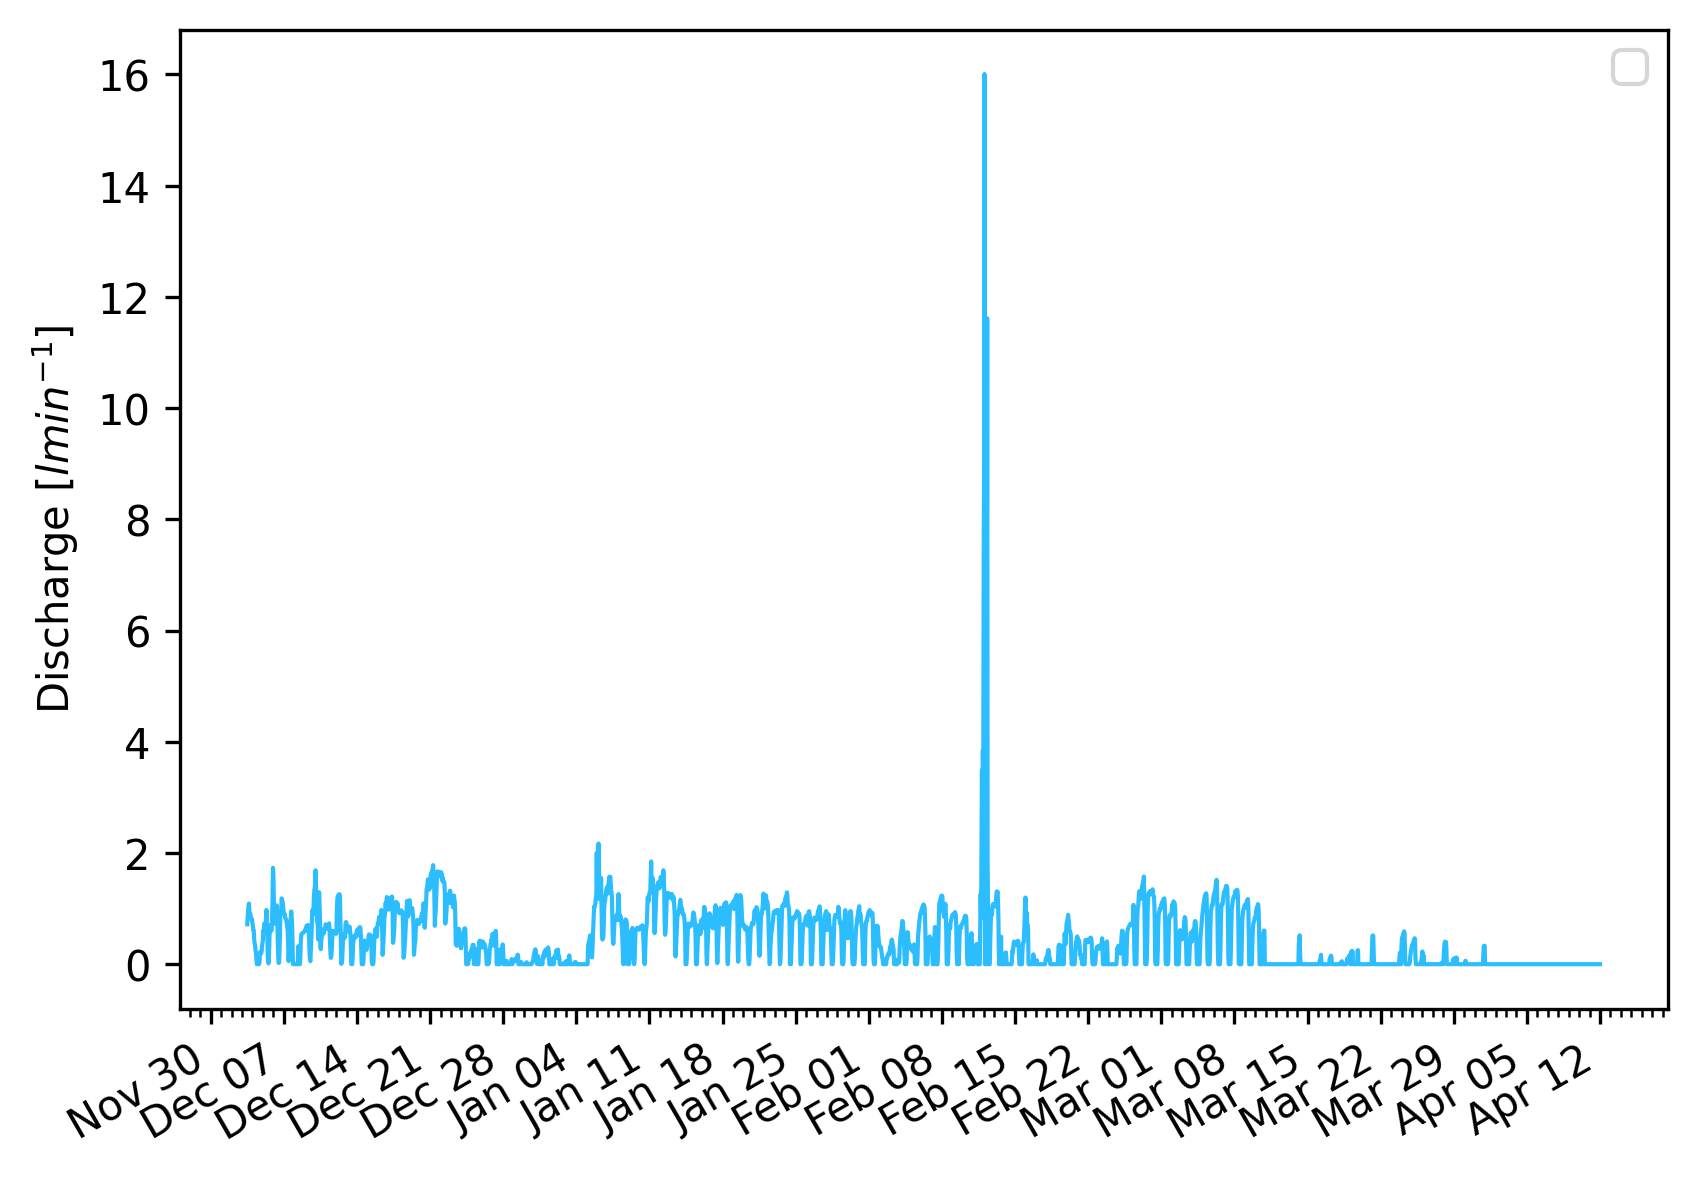 16
14
12
10
8
6
4
2
0
Discharge [lmin⁻¹]
Nov 30
Dec 07
Dec 14
Dec 21
Dec 28
Jan 04
Jan 11
Jan 18
Jan 25
Feb 01
Feb 08
Feb 15
Feb 22
Mar 01
Mar 08
Mar 15
Mar 22
Mar 29
Apr 05
Apr 12